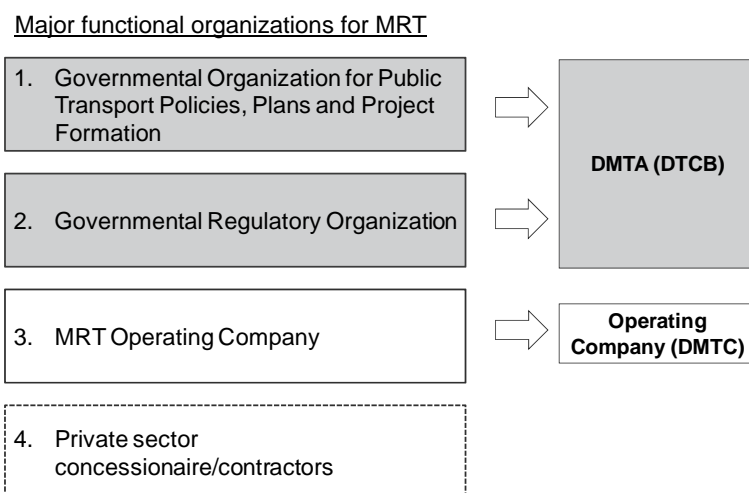 Major functional organizations for MRT
1. Governmental Organization for Public
Transport Policies, Plans and Project
Formation
DMTA (DTCB)
2. Governmental Regulatory Organization
3. MRT Operating Company
Operating
Company (DMTC)
4. Private sector
concessionaire/contractors